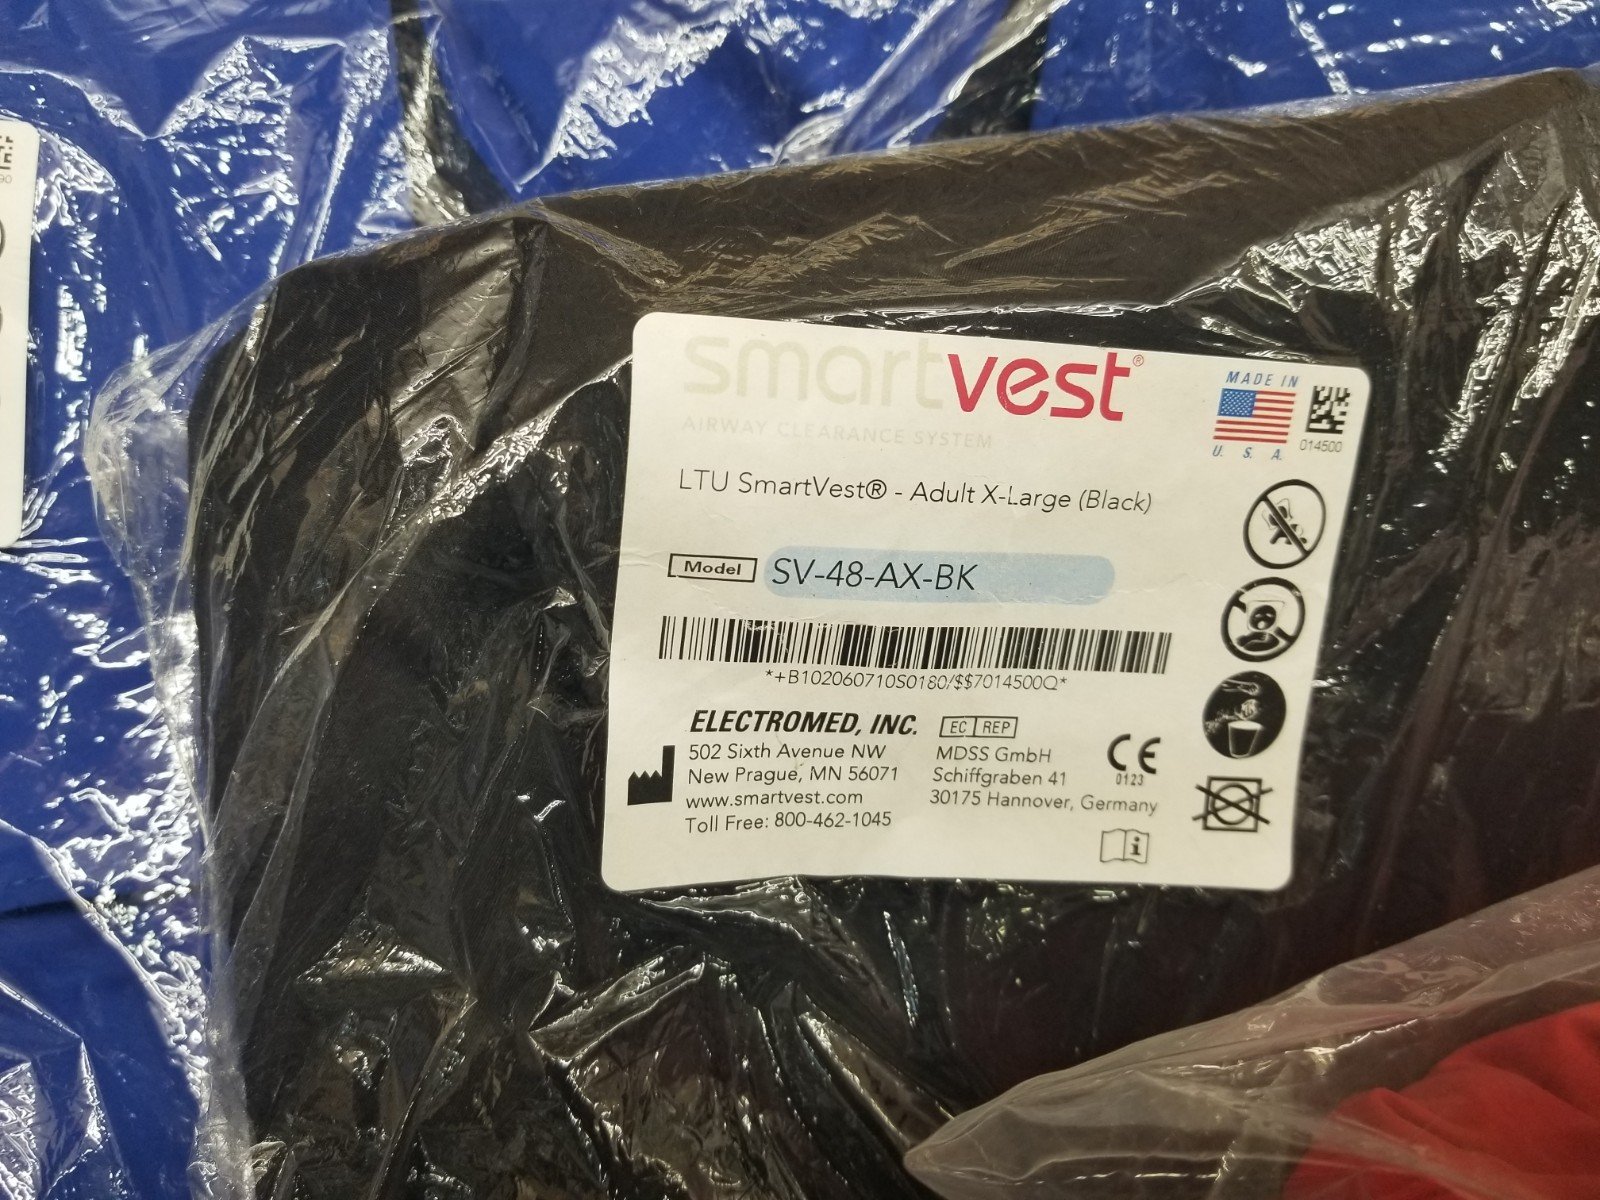 smartvest®
AIRWAY CLEARANCE SYSTEM
MADE IN
U. S. A.
014500
LTU SmartVest® - Adult X-Large (Black)
Model SV-48-AX-BK
*+B102060710S0180/$$7014500Q*
ELECTROMED, INC.
502 Sixth Avenue NW
New Prague, MN 56071
www.smartvest.com
Toll Free: 800-462-1045
EC REP
MDSS GmbH
Schiffgraben 41
30175 Hannover, Germany
CE
0123
i
90